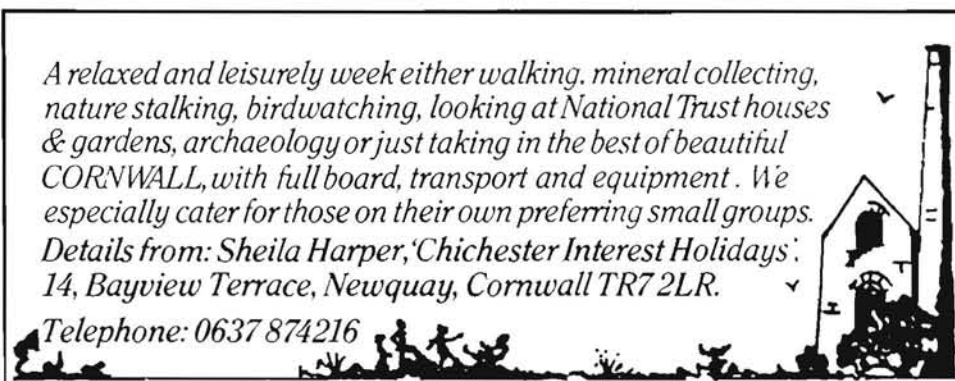 A relaxed and leisurely week either walking. mineral collecting,
nature stalking, birdwatching, looking at National Trust houses
& gardens, archaeology or just taking in the best of beautiful
CORNWALL, with full board, transport and equipment. We
especially cater for those on their own preferring small groups.
Details from: Sheila Harper, 'Chichester Interest Holidays'.
14, Bayview Terrace, Newquay, Cornwall TR7 2LR.
Telephone: 0637 874216